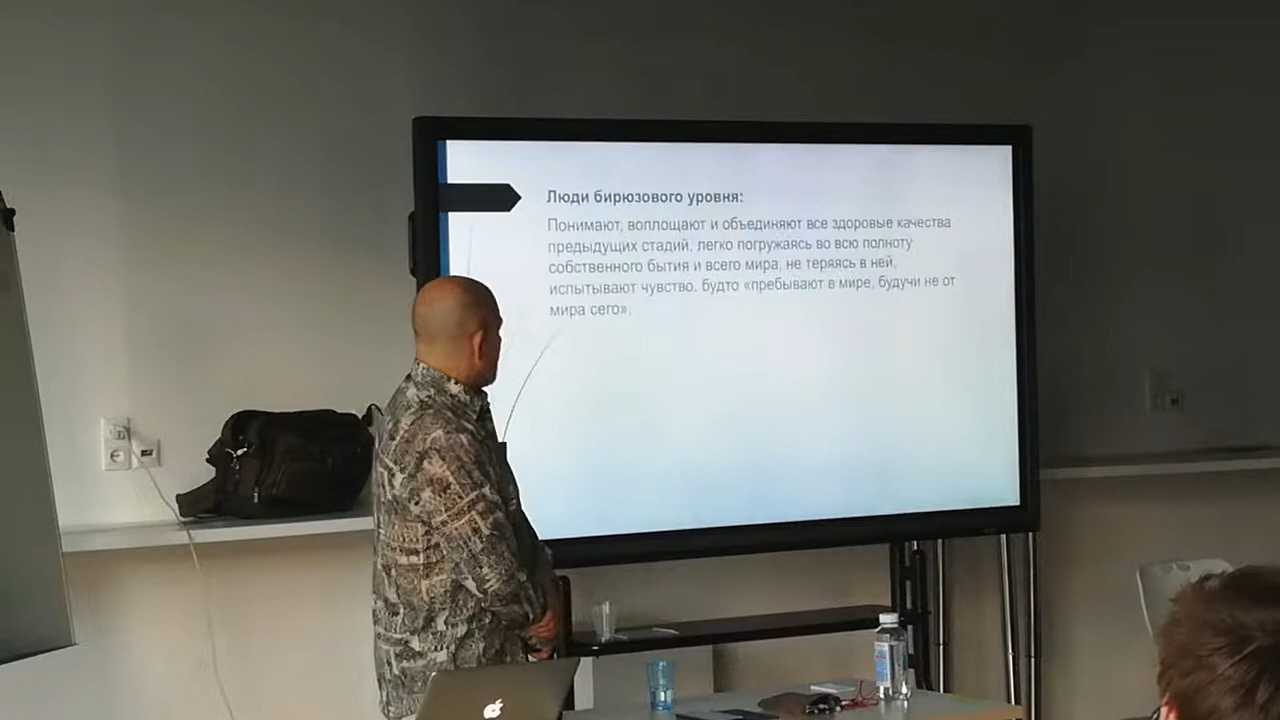 Люди бирюзового уровня:
Понимают, воплощают и объединяют все здоровые качества
предыдущих стадий, легко погружаясь во всю полноту
собственного бытия и всего мира, не теряясь в ней,
испытывают чувство, будто «пребывают в мире, будучи не от
мира сего».